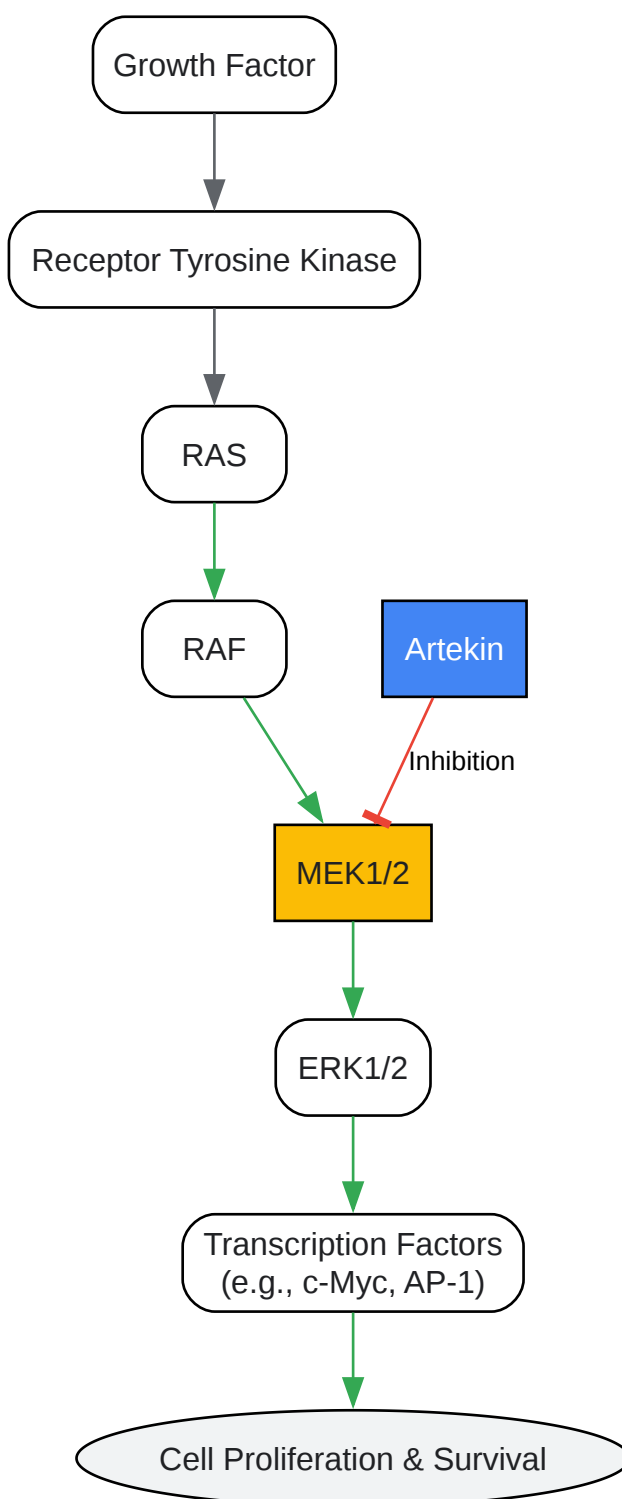 Growth Factor
Receptor Tyrosine Kinase
RAS
RAF
Artekin
Inhibition
MEK1/2
ERK1/2
Transcription Factors
(e.g., c-Myc, AP-1)
Cell Proliferation & Survival